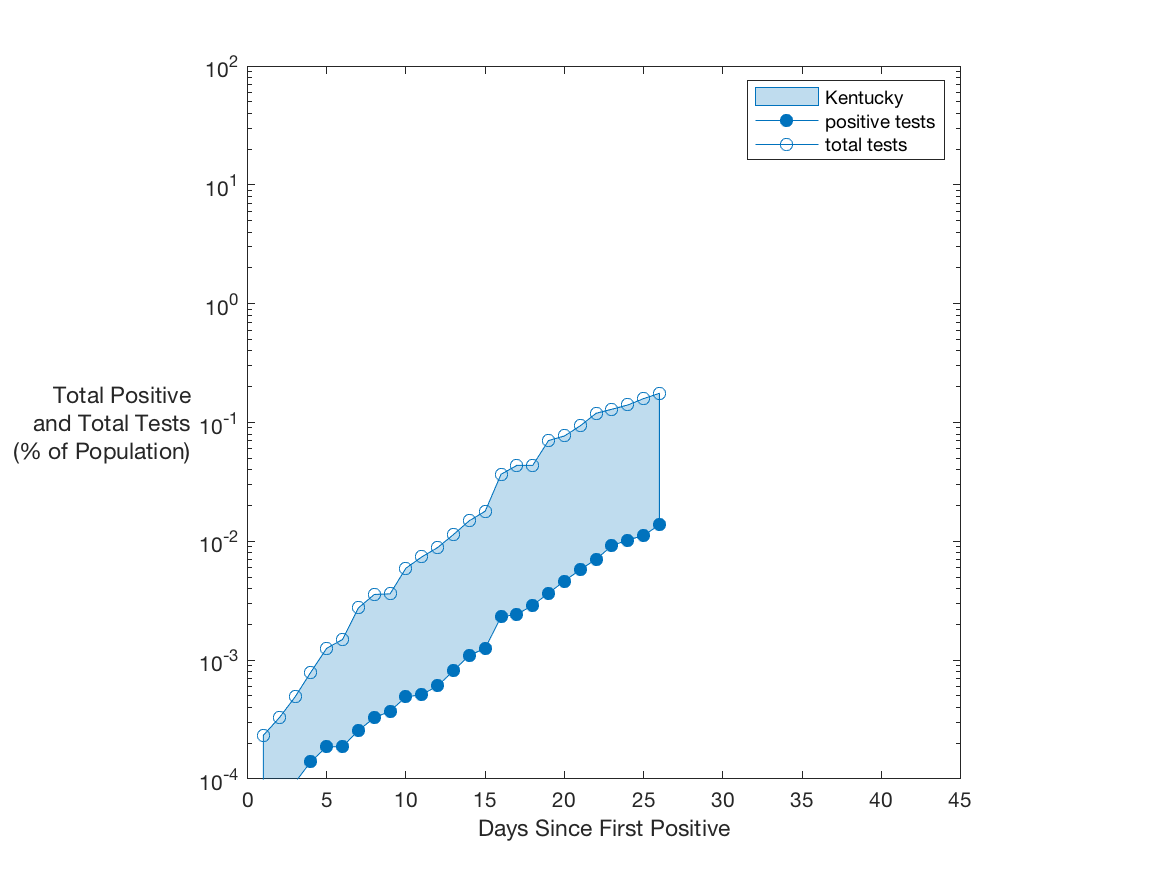 10^2
10^1
10^0
10^-1
10^-2
10^-3
10^-4
Total Positive
and Total Tests
(% of Population)
Kentucky
positive tests
total tests
0 5 10 15 20 25 30 35 40 45
Days Since First Positive